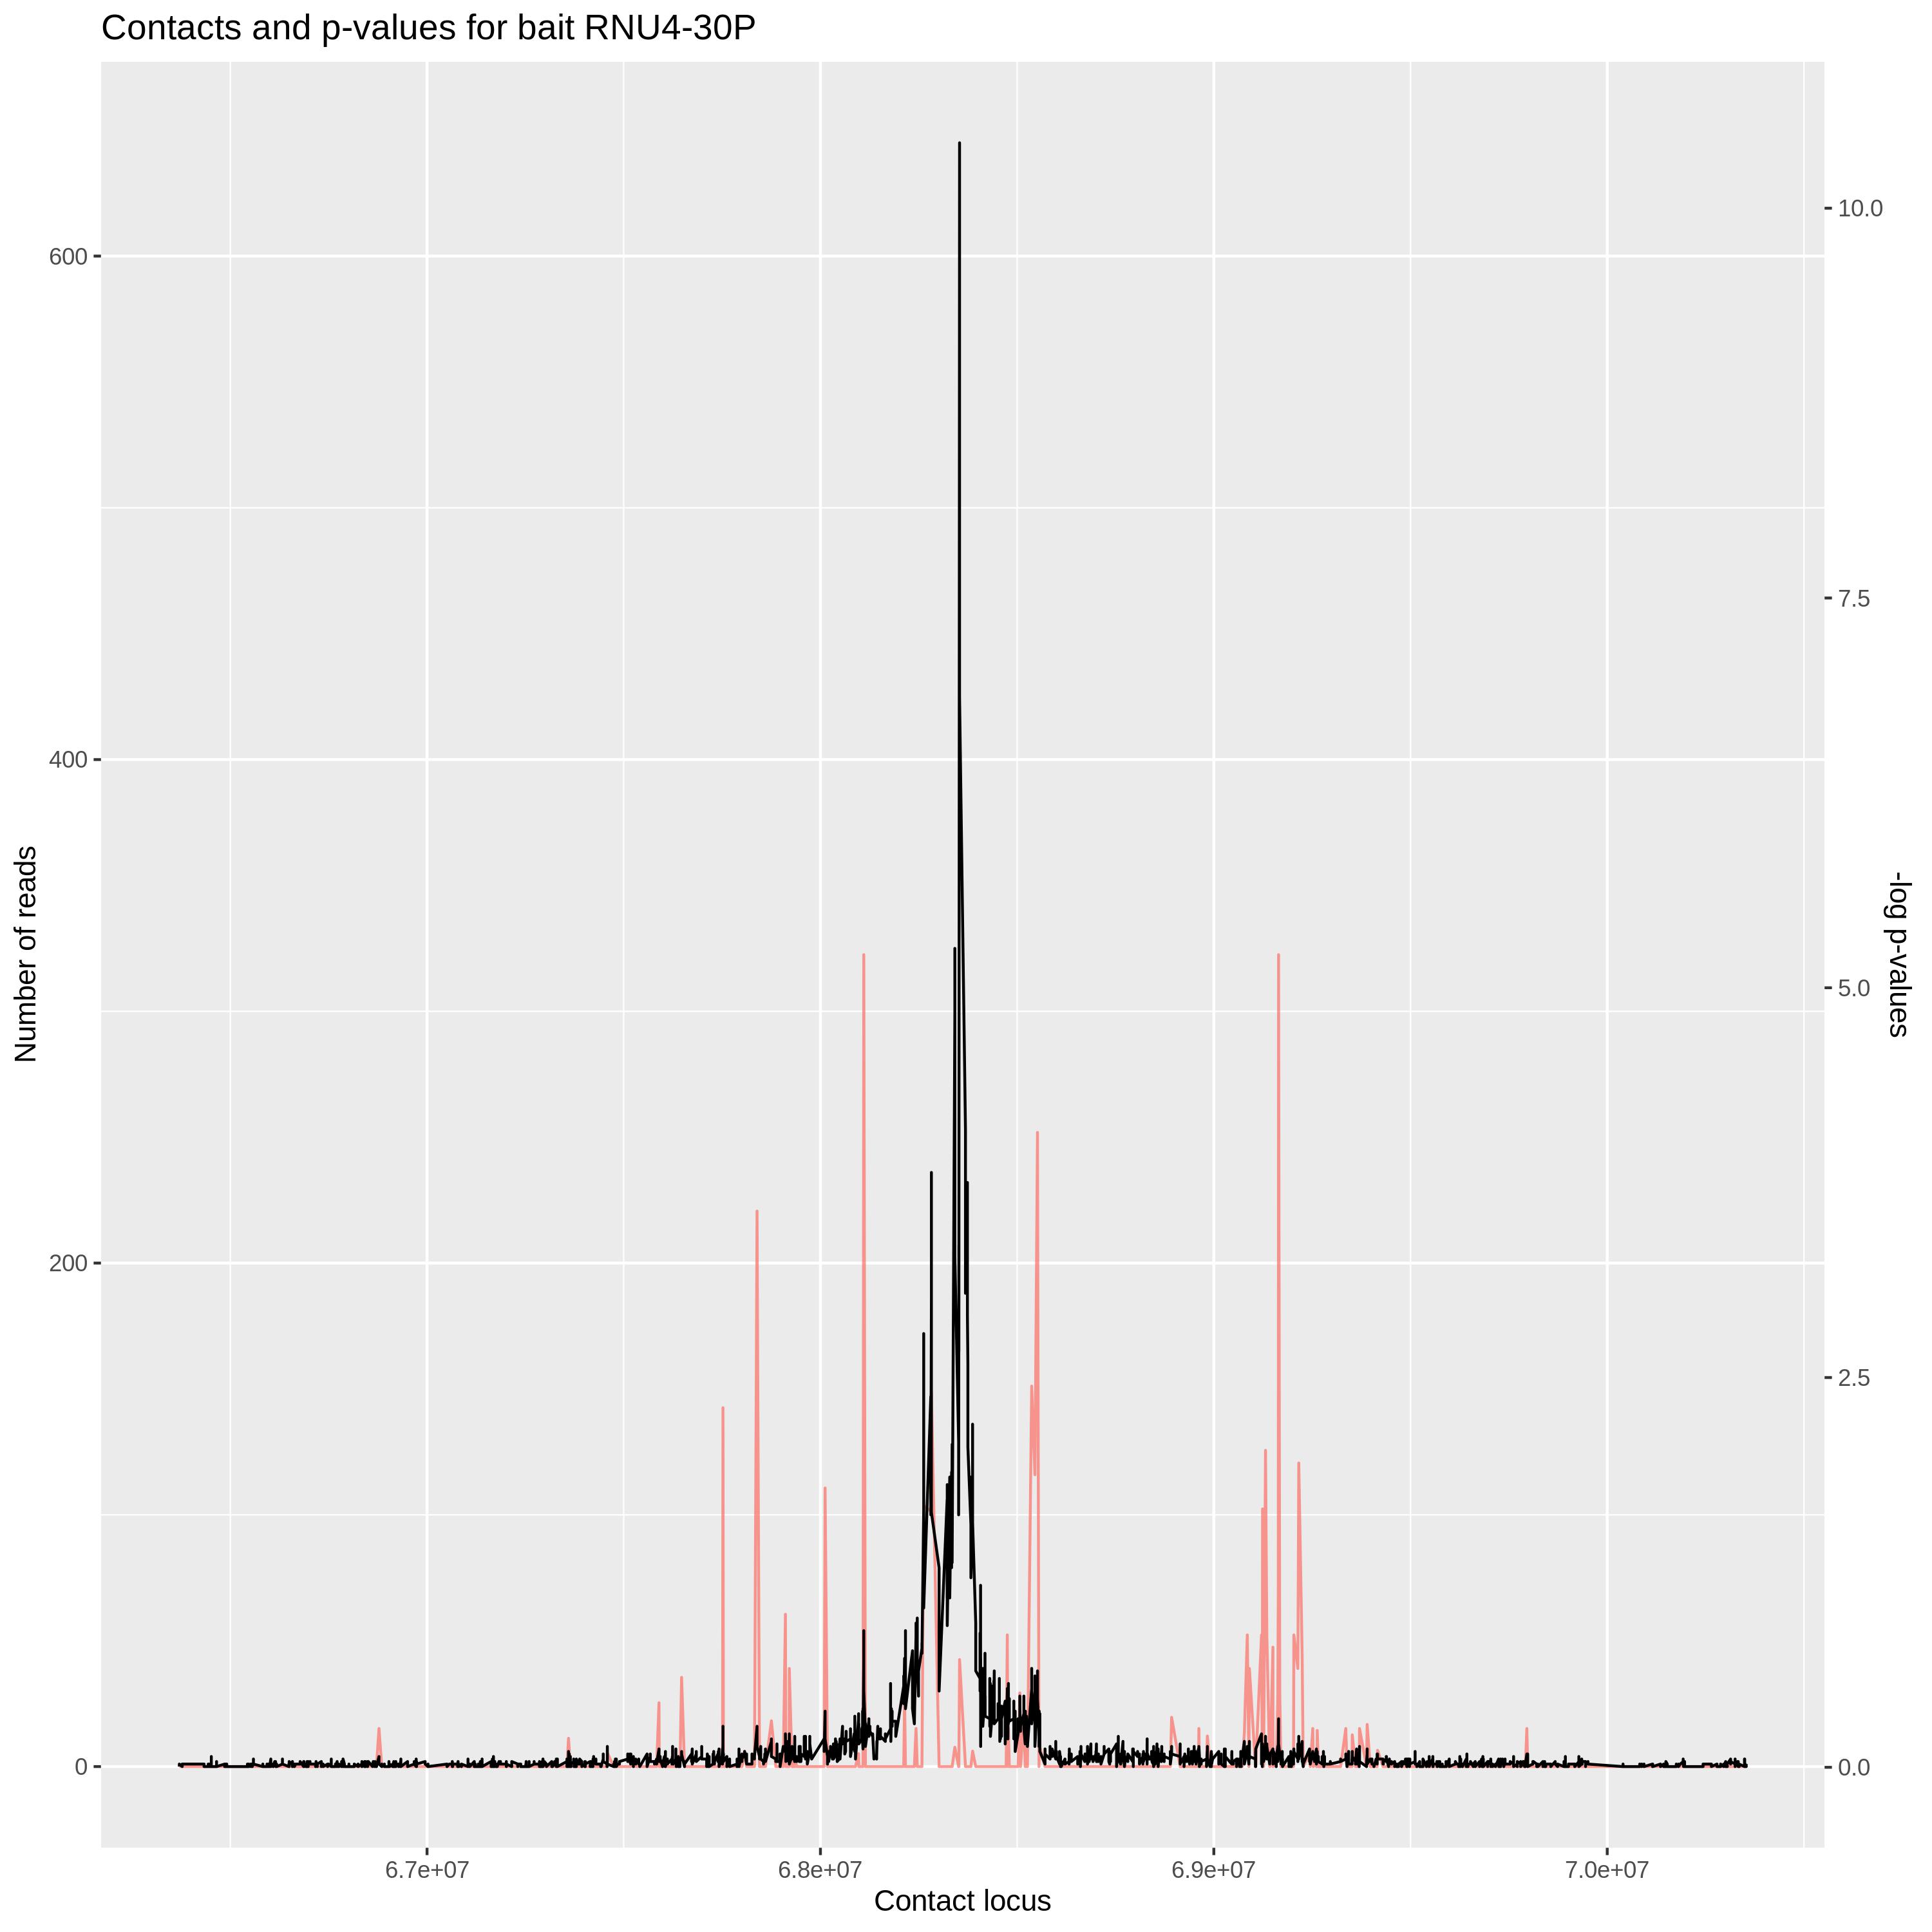 Contacts and p-values for bait RNU4-30P
600
400
200
0
10.0
7.5
5.0
2.5
0.0
Number of reads
-log p-values
6.7e+07
6.8e+07
6.9e+07
7.0e+07
Contact locus